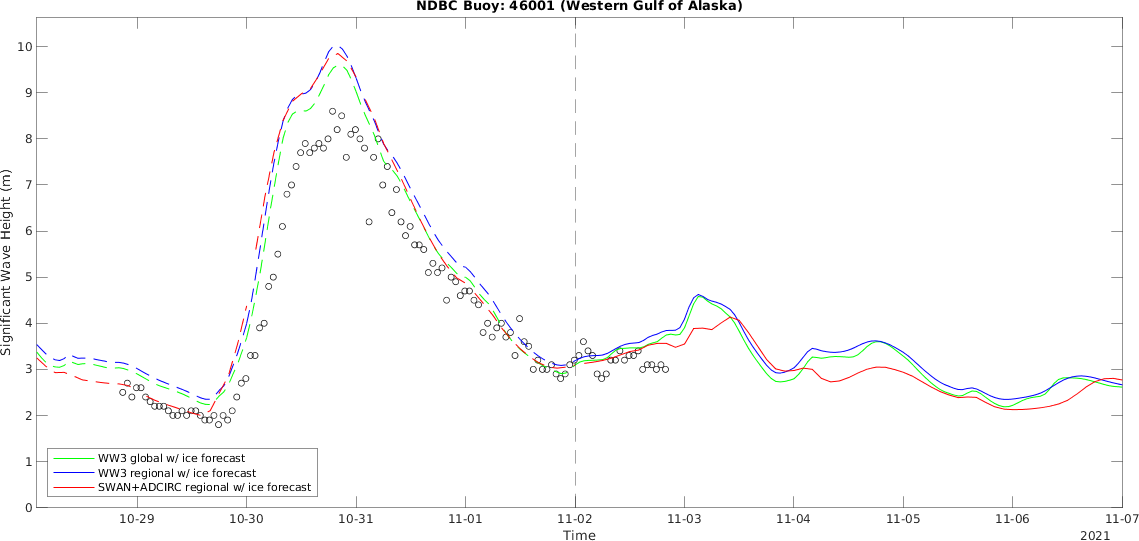 NDBC Buoy: 46001 (Western Gulf of Alaska)
Significant Wave Height (m)
10
9
8
7
6
5
4
3
2
1
0
WW3 global w/ ice forecast
WW3 regional w/ ice forecast
SWAN+ADCIRC regional w/ ice forecast
10-29 10-30 10-31 11-01 11-02 11-03 11-04 11-05 11-06 11-07
Time
2021